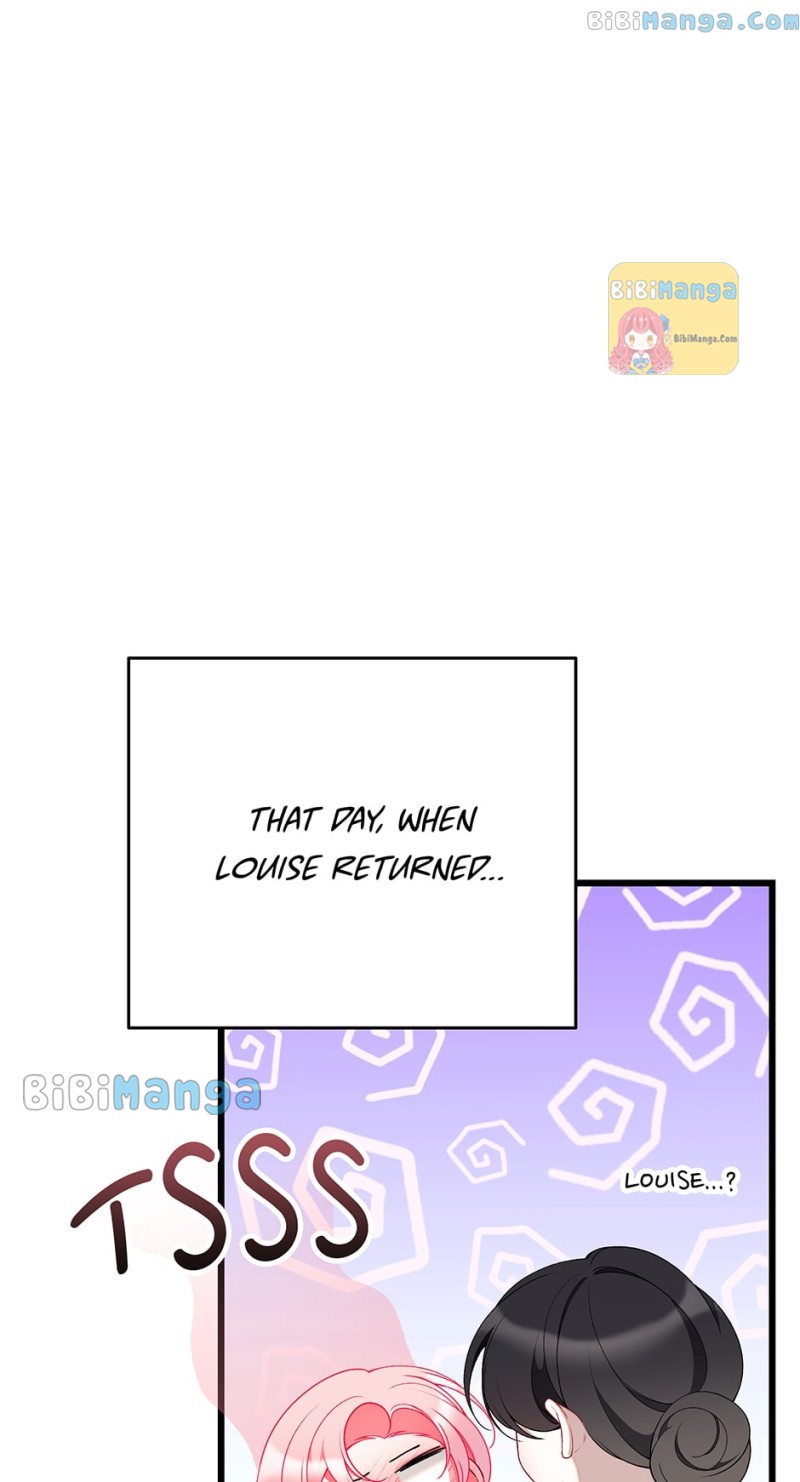 BiBiManga.Com
BiBiManga
BibiManga.Com
THAT DAY, WHEN
LOUISE RETURNED...
BiBiManga
TSSS
LOUISE...?